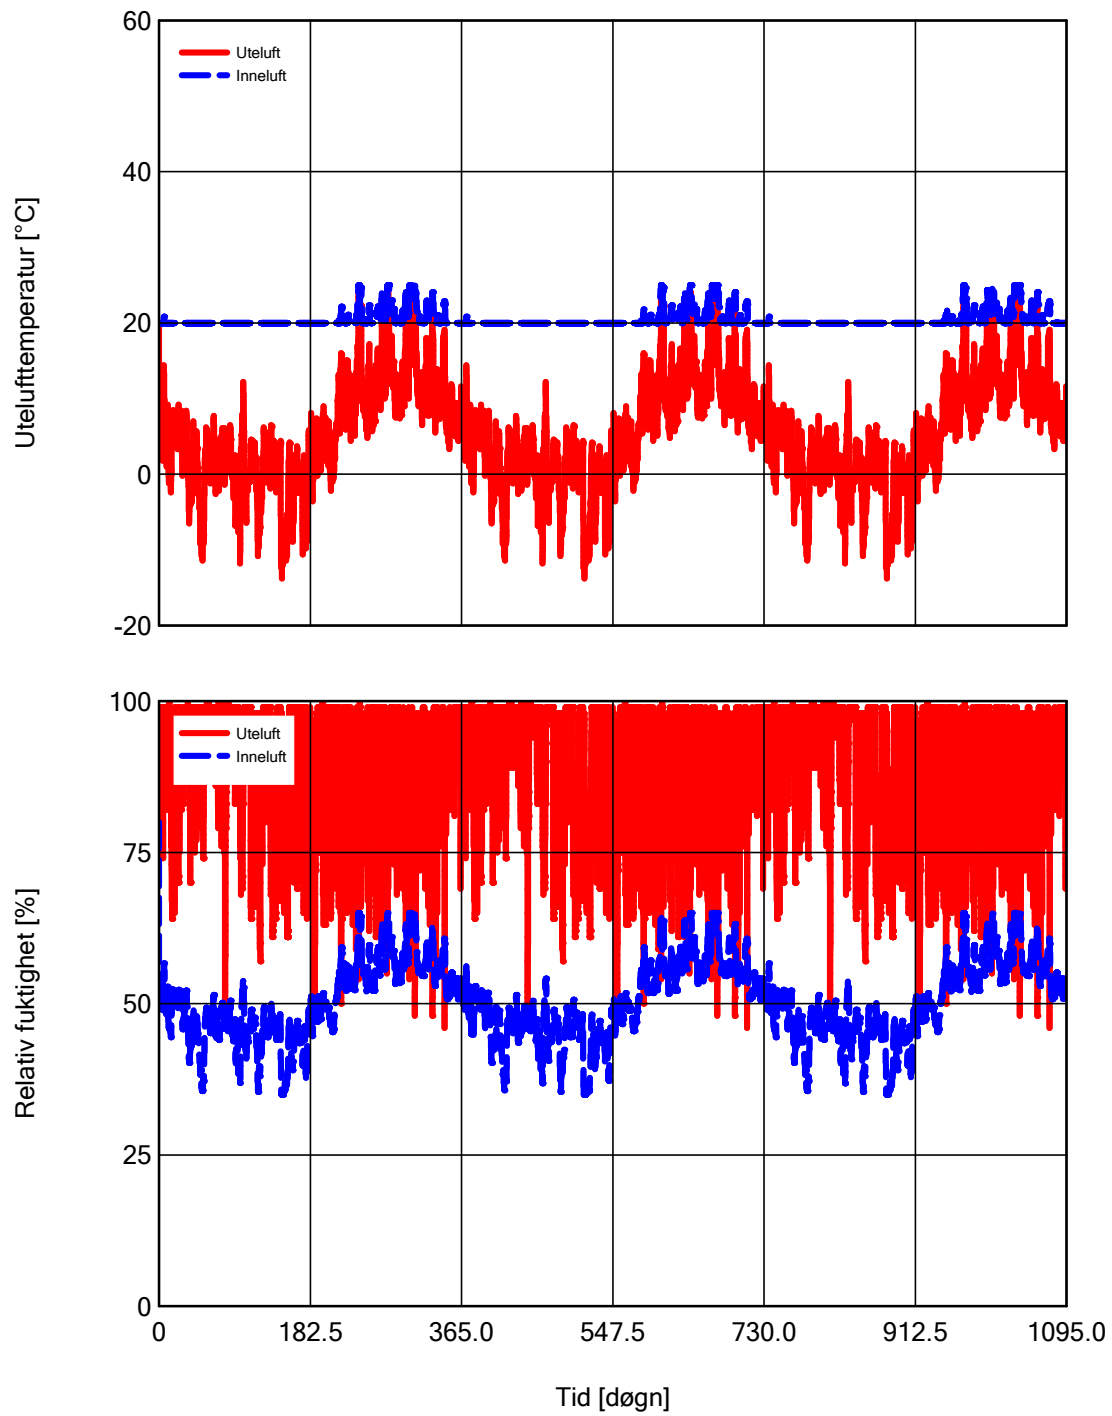 60
Uteluft
Inneluft
40
Utelufttemperatur [°C]
20
0
-20
100
Uteluft
Inneluft
75
Relativ fuktighet [%]
50
25
0
0 182.5 365.0 547.5 730.0 912.5 1095.0
Tid [døgn]